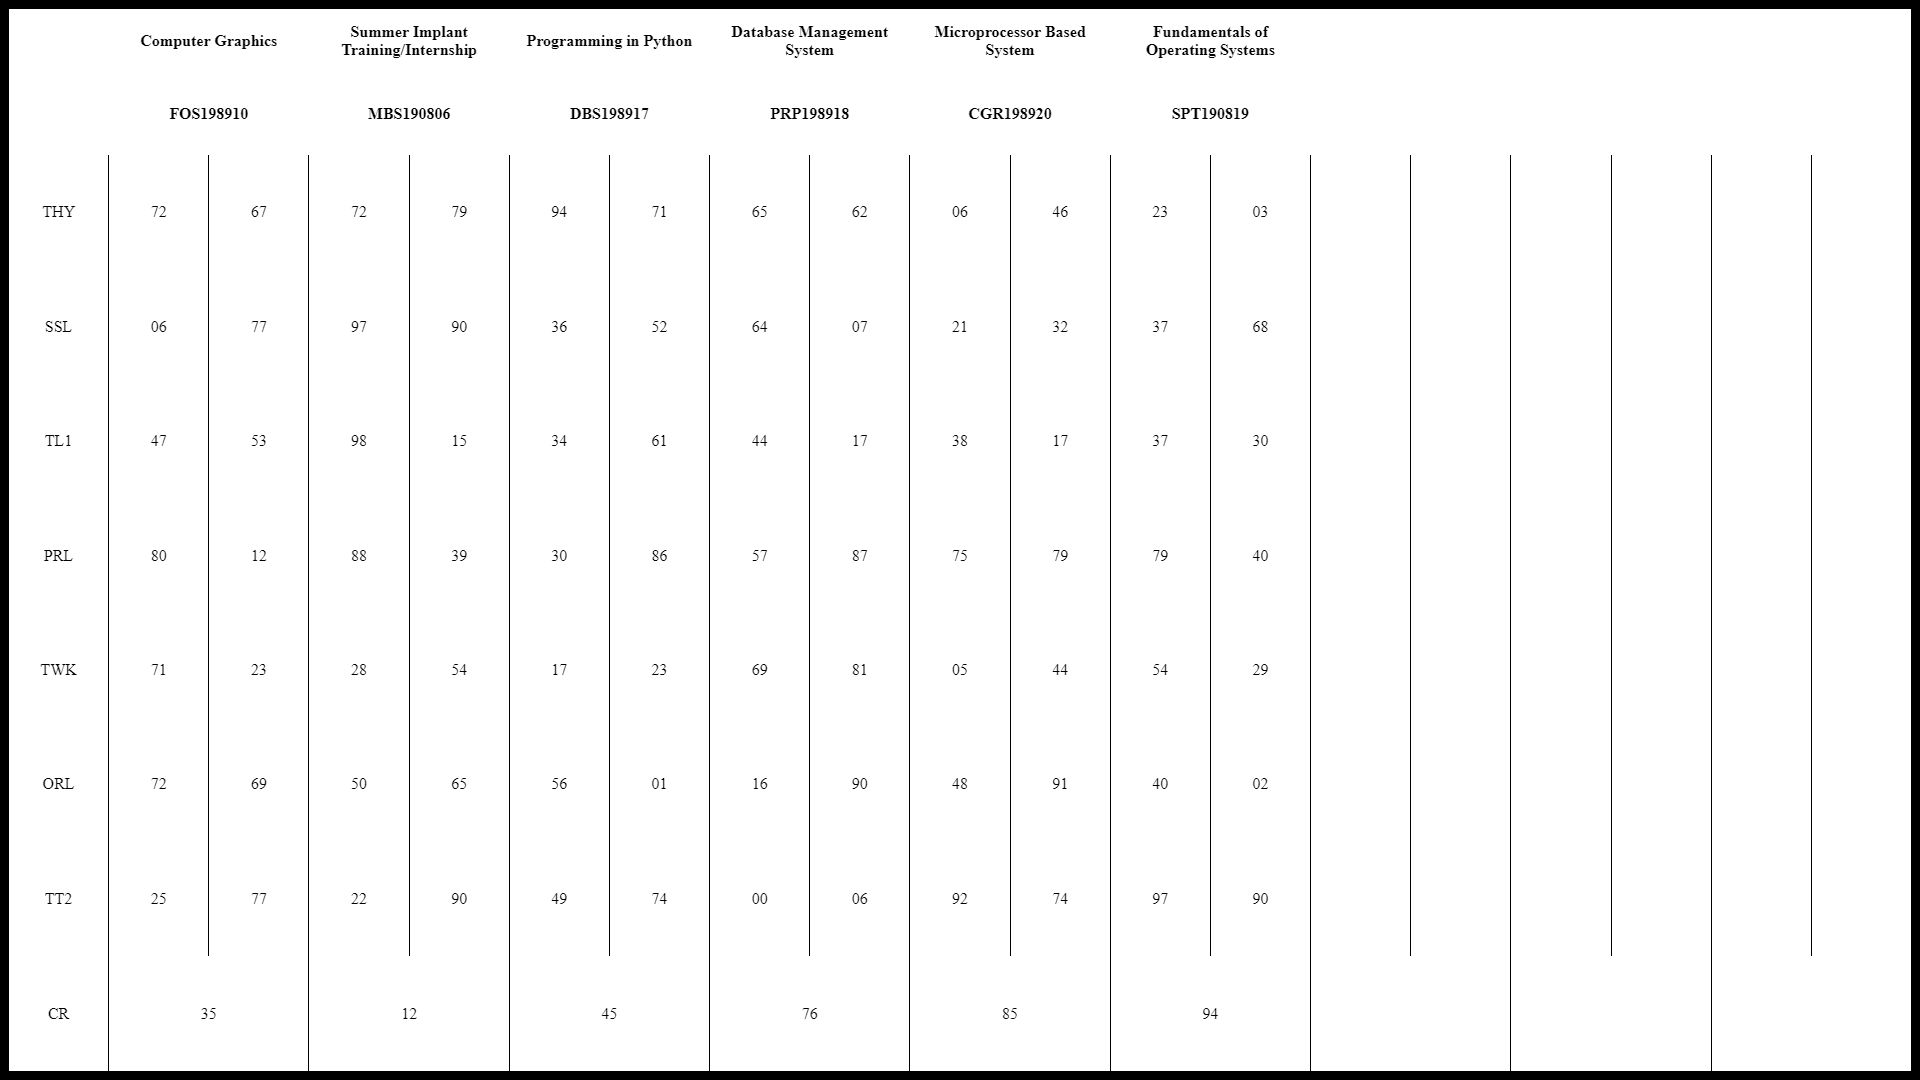 Computer Graphics Summer Implant Training/Internship Programming in Python Database Management System Microprocessor Based System Fundamentals of Operating Systems
FOS198910 MBS190806 DBS198917 PRP198918 CGR198920 SPT190819
THY 72 67 72 79 94 71 65 62 06 46 23 03
SSL 06 77 97 90 36 52 64 07 21 32 37 68
TL1 47 53 98 15 34 61 44 17 38 17 37 30
PRL 80 12 88 39 30 86 57 87 75 79 79 40
TWK 71 23 28 54 17 23 69 81 05 44 54 29
ORL 72 69 50 65 56 01 16 90 48 91 40 02
TT2 25 77 22 90 49 74 00 06 92 74 97 90
CR 35 12 45 76 85 94